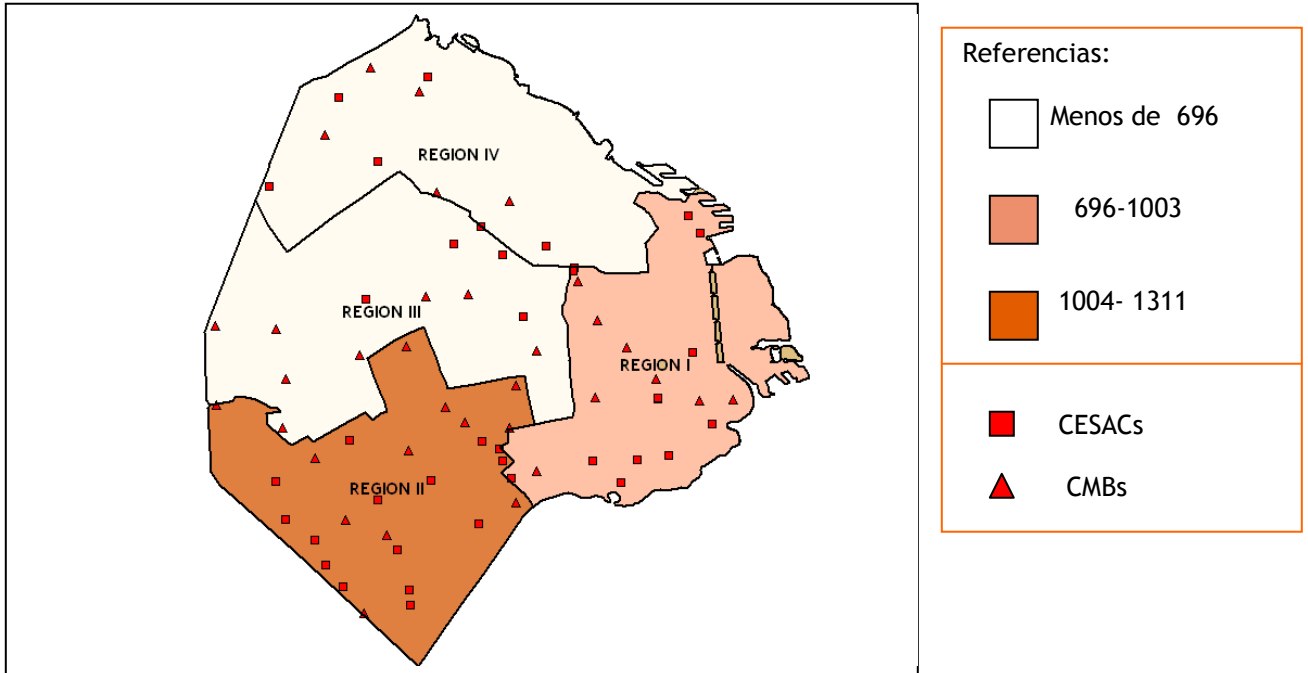 REGION IV
REGION III
REGION I
REGION II
Referencias:
Menos de 696
696-1003
1004- 1311
CESACs
CMBs